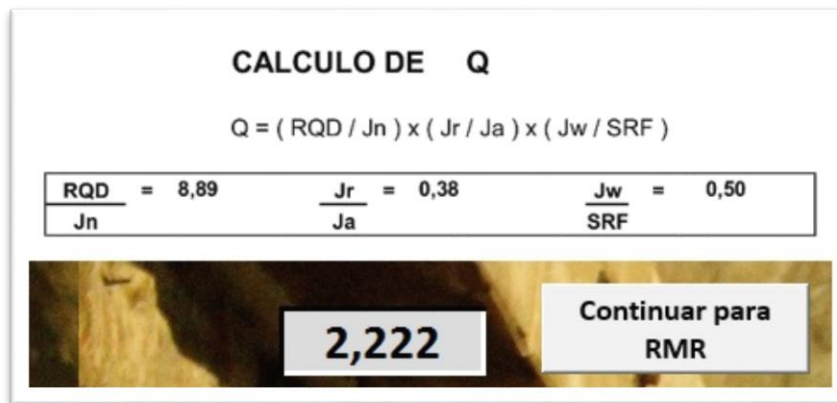 CALCULO DE Q
Q = ( RQD / Jn ) x ( Jr / Ja ) x ( Jw / SRF )
RQD = 8,89 Jr = 0,38 Jw = 0,50
Jn Ja SRF
2,222
Continuar para
RMR